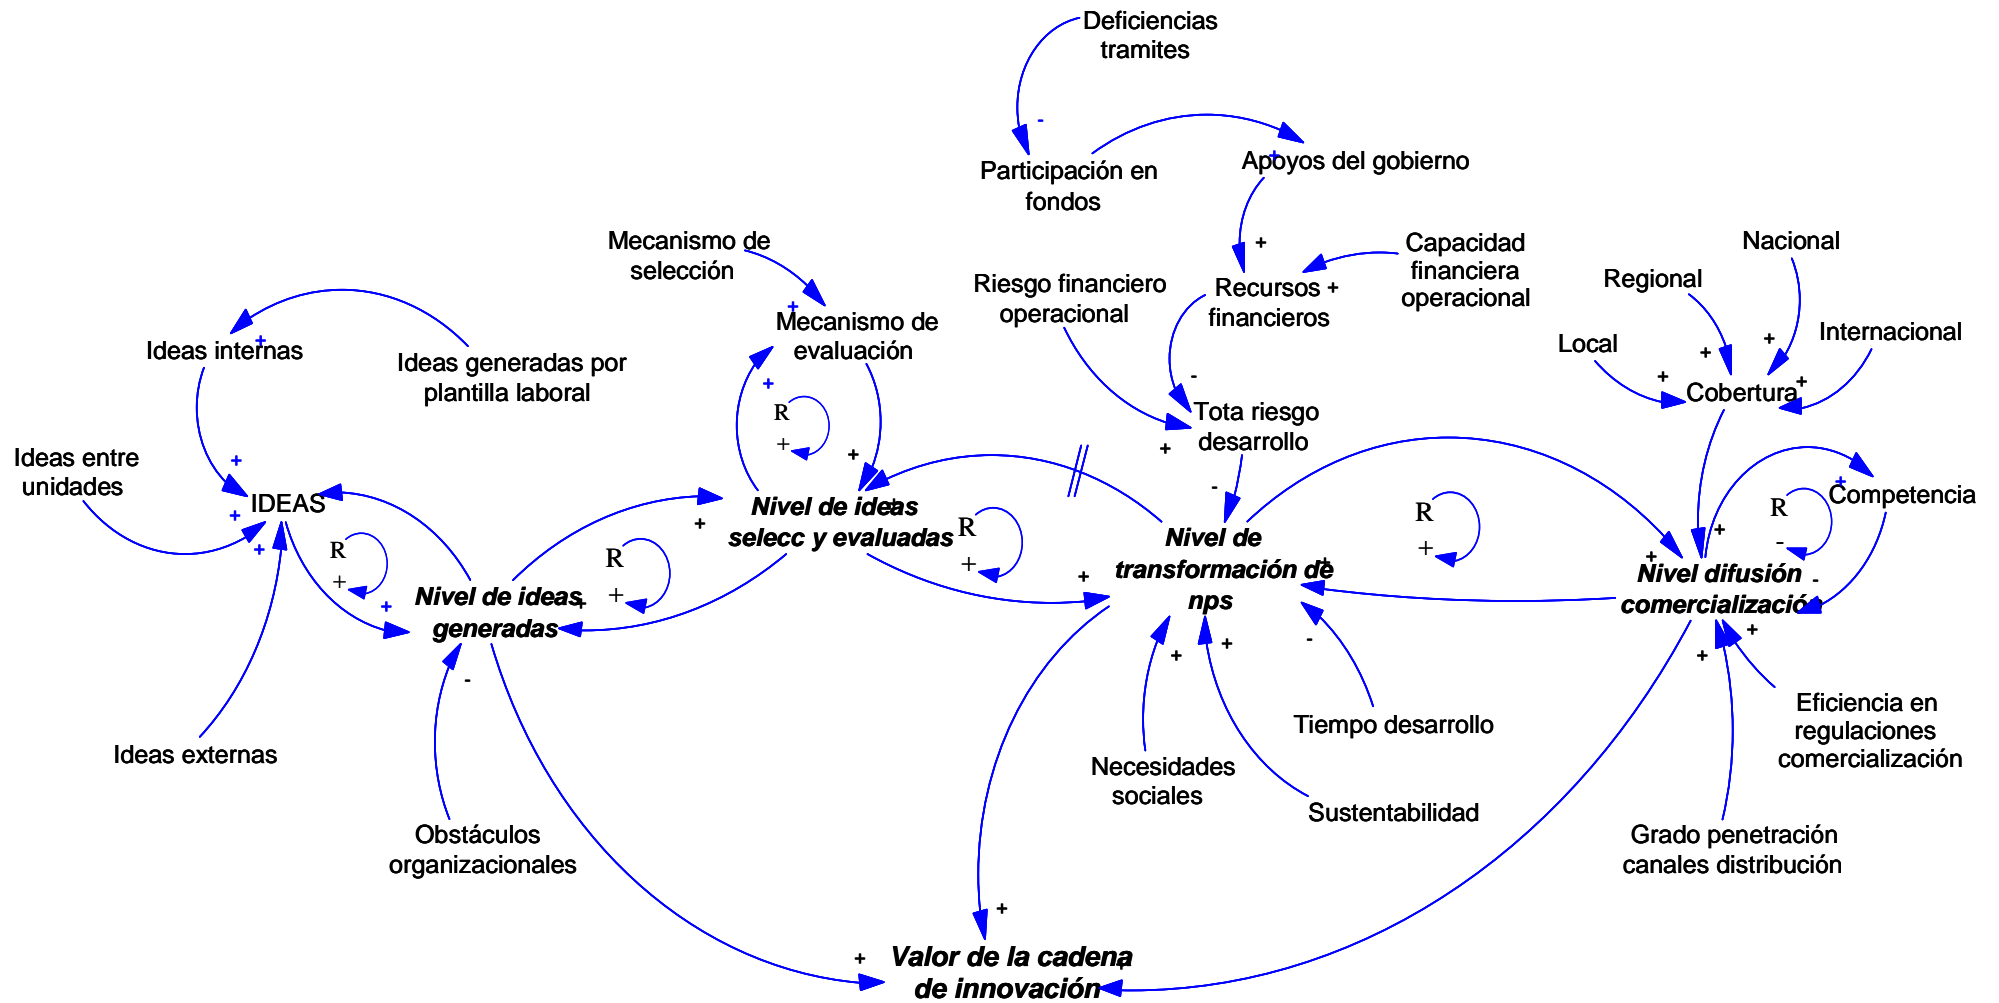 Deficiencias
tramites
-
Participación en
fondos
+
Apoyos del gobierno
Mecanismo de
selección
+
Capacidad
financiera
operacional
Nacional
Regional
Riesgo financiero
operacional
Recursos +
financieros
+
Mecanismo de
evaluación
Internacional
Local
Ideas internas
+
Ideas generadas por
plantilla laboral
+
+
+
+
Cobertura
+
-
+
R
+
Tota riesgo
desarrollo
+
+
Ideas entre
unidades
+
IDEAS
+
+
-
Nivel de ideas
selecc y evaluadas
+
+
R
+
R
+
Nivel de
transformación de
nps
+
+
Competencia
R
-
+
+
-
Nivel difusión
comercialización
R
+
+
R
+
Nivel de ideas
generadas
+
+
-
+
+
-
+
+
Ideas externas
Necesidades
sociales
Tiempo desarrollo
Sustentabilidad
Eficiencia en
regulaciones
comercialización
Obstáculos
organizacionales
Grado penetración
canales distribución
+
+
+
Valor de la cadena
de innovación